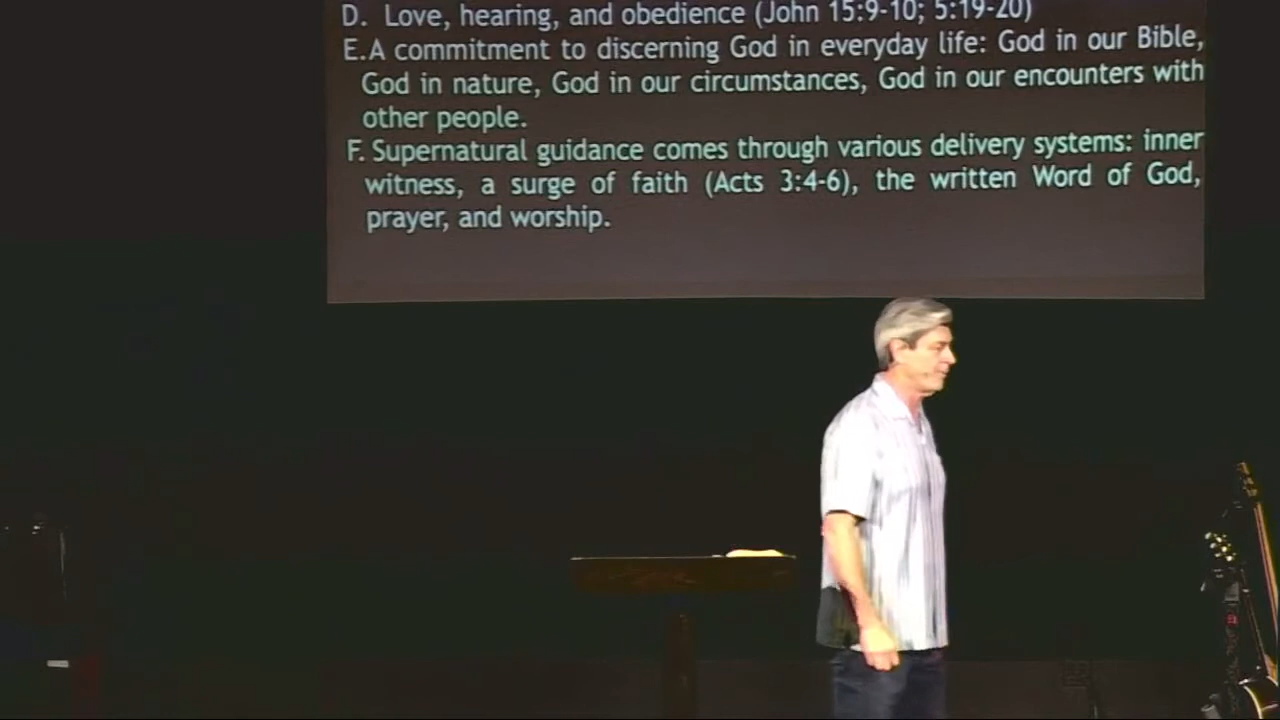 D. Love, hearing, and obedience (John 15:9-10; 5:19-20)
E.A commitment to discerning God in everyday life: God in our Bible,
God in nature, God in our circumstances, God in our encounters with
other people.
F. Supernatural guidance comes through various delivery systems: inner
witness, a surge of faith (Acts 3:4-6), the written Word of God,
prayer, and worship.